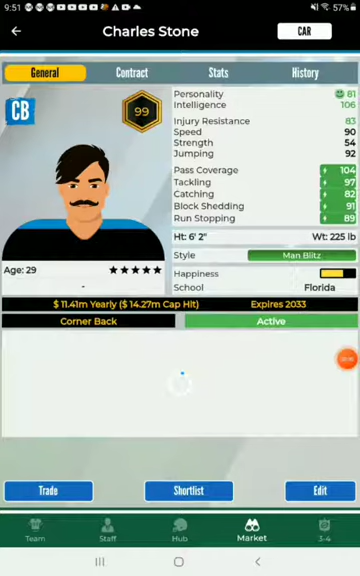 9:51
57%
Charles Stone
CAR
General Contract Stats History
CB
99
Personality 81
Intelligence 106
Injury Resistance 83
Speed 90
Strength 54
Jumping 92
Pass Coverage 104
Tackling 97
Catching 82
Block Shedding 91
Run Stopping 89
Ht: 6' 2" Wt: 225 lb
Style Man Blitz
Age: 29
-
Happiness
School Florida
$ 11.41m Yearly ($ 14.27m Cap Hit) Expires 2033
Corner Back Active
Trade Shortlist Edit
Team Staff Hub Market 3-4